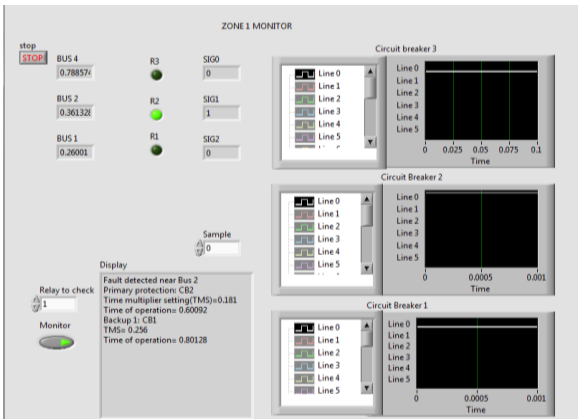 ZONE 1 MONITOR
stop
STOP
BUS 4
0.788574
R3
SIG0
0
BUS 2
0.361328
R2
SIG1
1
BUS 1
0.26001
R1
SIG2
0
Sample
0
Relay to check
1
Monitor
Display
Fault detected near Bus 2
Primary protection: CB2
Time multiplier setting(TMS)=0.181
Time of operation= 0.60092
Backup 1: CB1
TMS= 0.256
Time of operation= 0.80128
Circuit breaker 3
Line 0
Line 1
Line 2
Line 3
Line 4
Line 5
Line 0
Line 1
Line 2
Line 3
Line 4
Line 5
0 0.025 0.05 0.075 0.1
Time
Circuit Breaker 2
Line 0
Line 1
Line 2
Line 3
Line 4
Line 5
Line 0
Line 1
Line 2
Line 3
Line 4
Line 5
0 0.0005 0.001
Time
Circuit Breaker 1
Line 0
Line 1
Line 2
Line 3
Line 4
Line 5
Line 0
Line 1
Line 2
Line 3
Line 4
Line 5
0 0.0005 0.001
Time